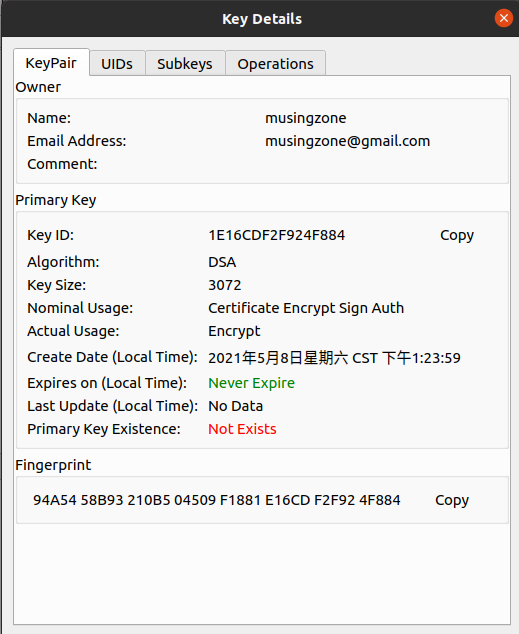 Key Details
KeyPair UIDs Subkeys Operations
Owner
Name: musingzone
Email Address: musingzone@gmail.com
Comment:
Primary Key
Key ID: 1E16CDF2F924F884 Copy
Algorithm: DSA
Key Size: 3072
Nominal Usage: Certificate Encrypt Sign Auth
Actual Usage: Encrypt
Create Date (Local Time): 2021年5月8日星期六 CST 下午1:23:59
Expires on (Local Time): Never Expire
Last Update (Local Time): No Data
Primary Key Existence: Not Exists
Fingerprint
94A54 58B93 210B5 04509 F1881 E16CD F2F92 4F884 Copy